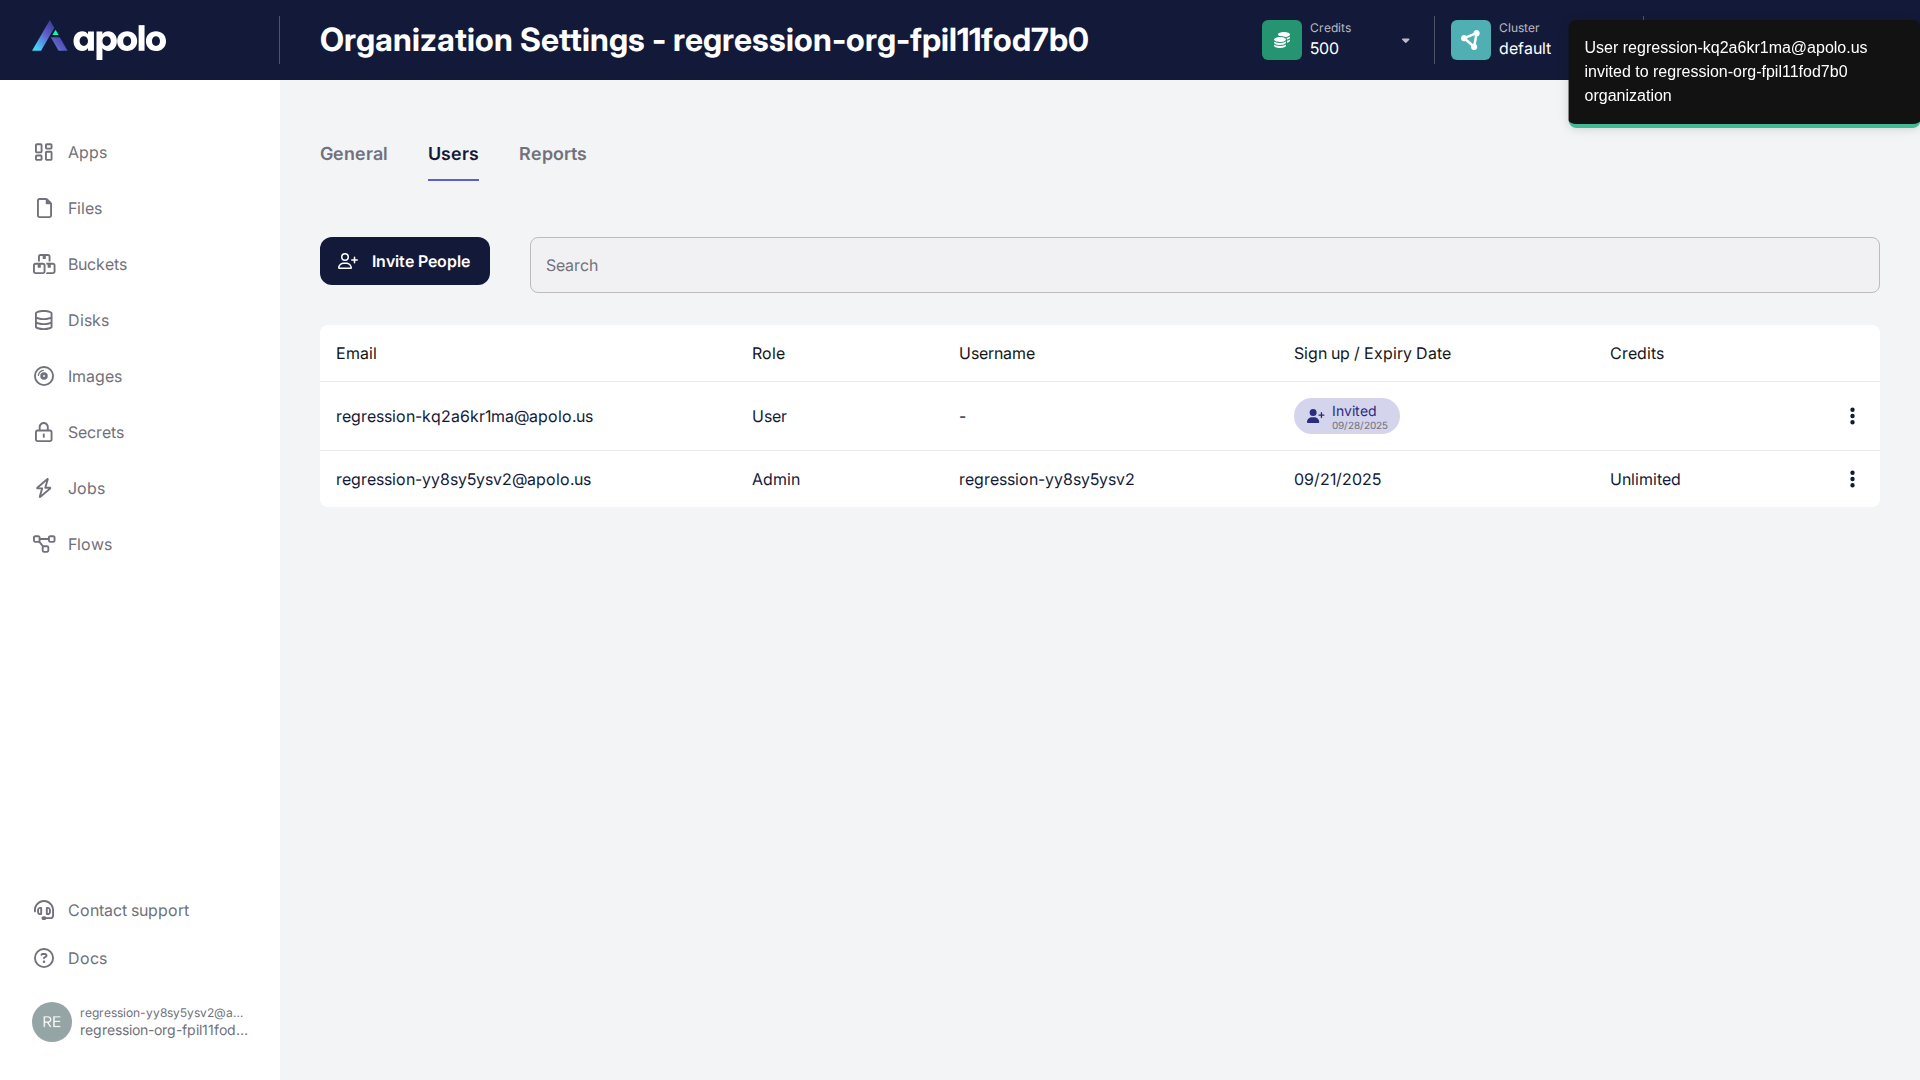 apolo
Organization Settings - regression-org-fpil11fod7b0
Credits
500
Cluster
default
User regression-kq2a6kr1ma@apolo.us
invited to regression-org-fpil11fod7b0
organization
Apps
Files
Buckets
Disks
Images
Secrets
Jobs
Flows
Contact support
Docs
RE
regression-yy8sy5ysv2@a...
regression-org-fpil11fod...
General
Users
Reports
Invite People
Search
Email Role Username Sign up / Expiry Date Credits
regression-kq2a6kr1ma@apolo.us User - Invited
09/28/2025
regression-yy8sy5ysv2@apolo.us Admin regression-yy8sy5ysv2 09/21/2025 Unlimited